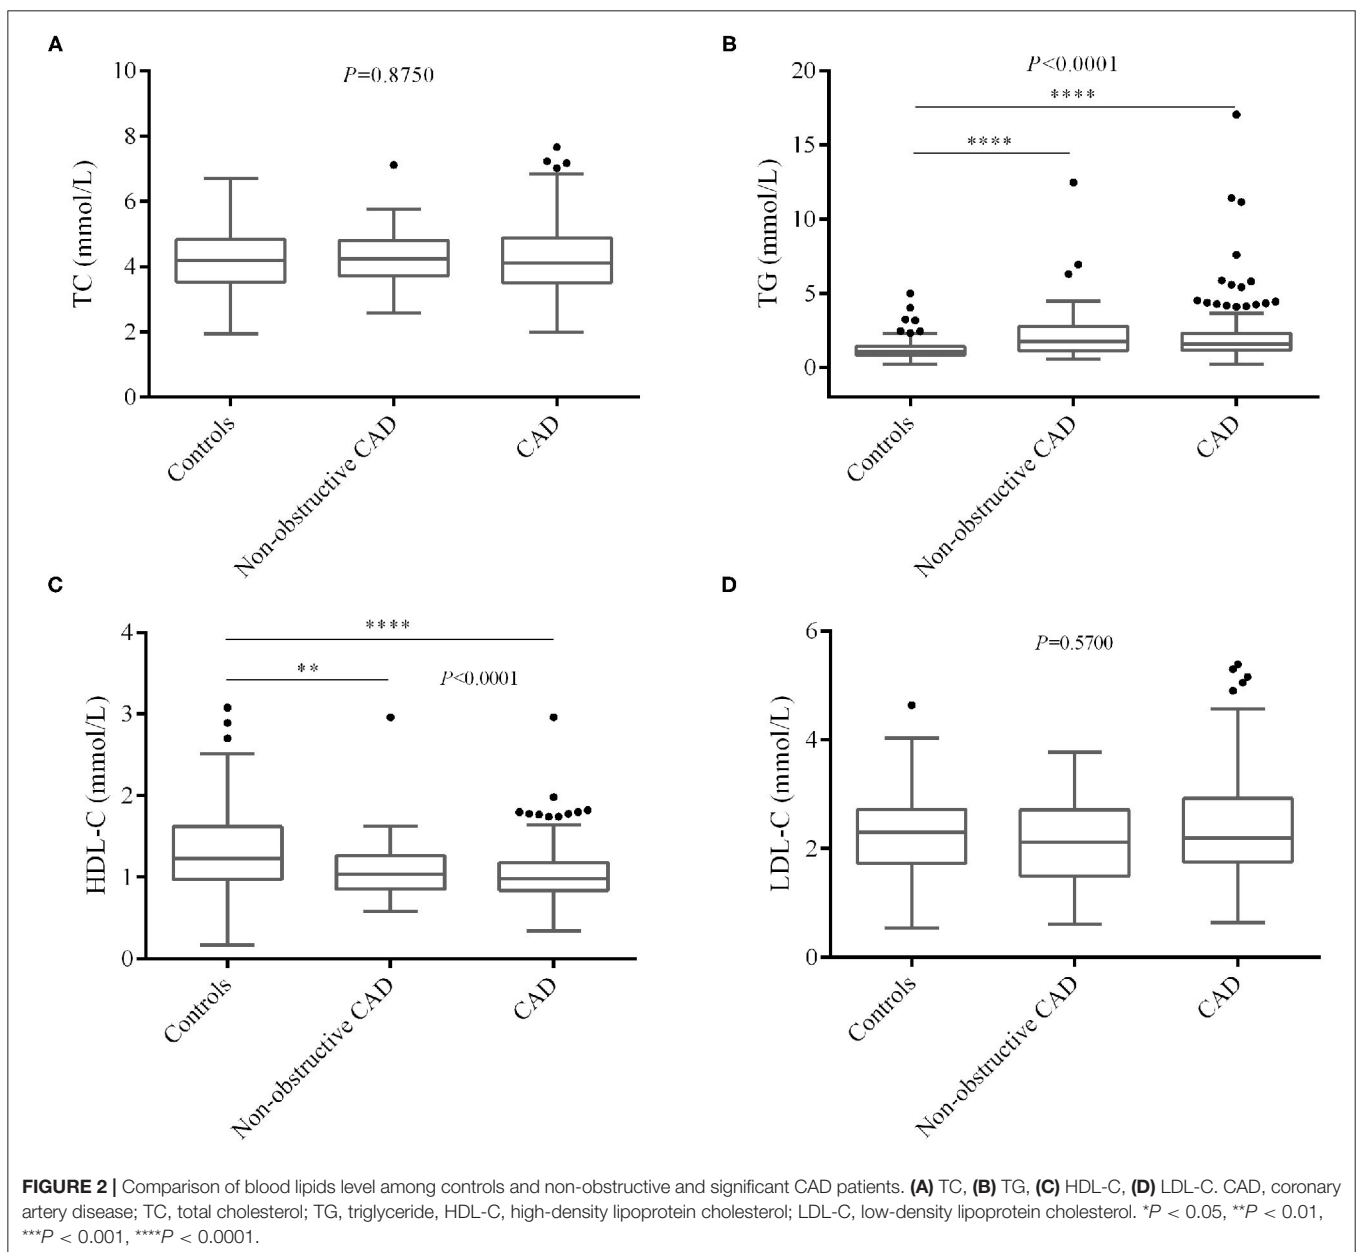 A
P=0.8750
10
8
6
4
2
0
TC (mmol/L)
Controls
Non-obstructive CAD
CAD
B
P<0.0001
****
****
20
15
10
5
0
TG (mmol/L)
Controls
Non-obstructive CAD
CAD
C
****
**
P<0.0001
4
3
2
1
0
HDL-C (mmol/L)
Controls
Non-obstructive CAD
CAD
D
P=0.5700
6
4
2
0
LDL-C (mmol/L)
Controls
Non-obstructive CAD
CAD
FIGURE 2 | Comparison of blood lipids level among controls and non-obstructive and significant CAD patients. (A) TC, (B) TG, (C) HDL-C, (D) LDL-C. CAD, coronary
artery disease; TC, total cholesterol; TG, triglyceride, HDL-C, high-density lipoprotein cholesterol; LDL-C, low-density lipoprotein cholesterol. *P < 0.05, **P < 0.01,
***P < 0.001, ****P < 0.0001.